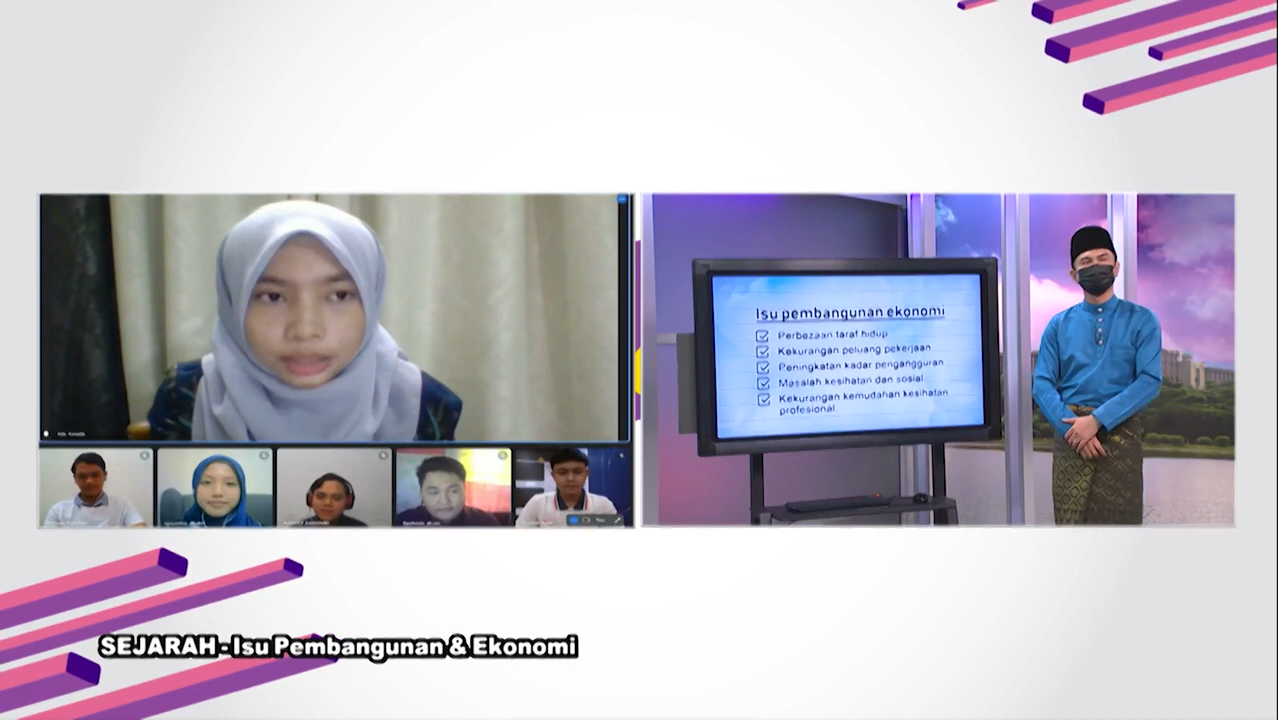 Isu pembangunan ekonomi
Perbezaan taraf hidup
Kekurangan peluang pekerjaan
Peningkatan kadar pengangguran
Masalah kesihatan dan sosial
Kekurangan kemudahan kesihatan
profesional
SEJARAH - Isu Pembangunan & Ekonomi